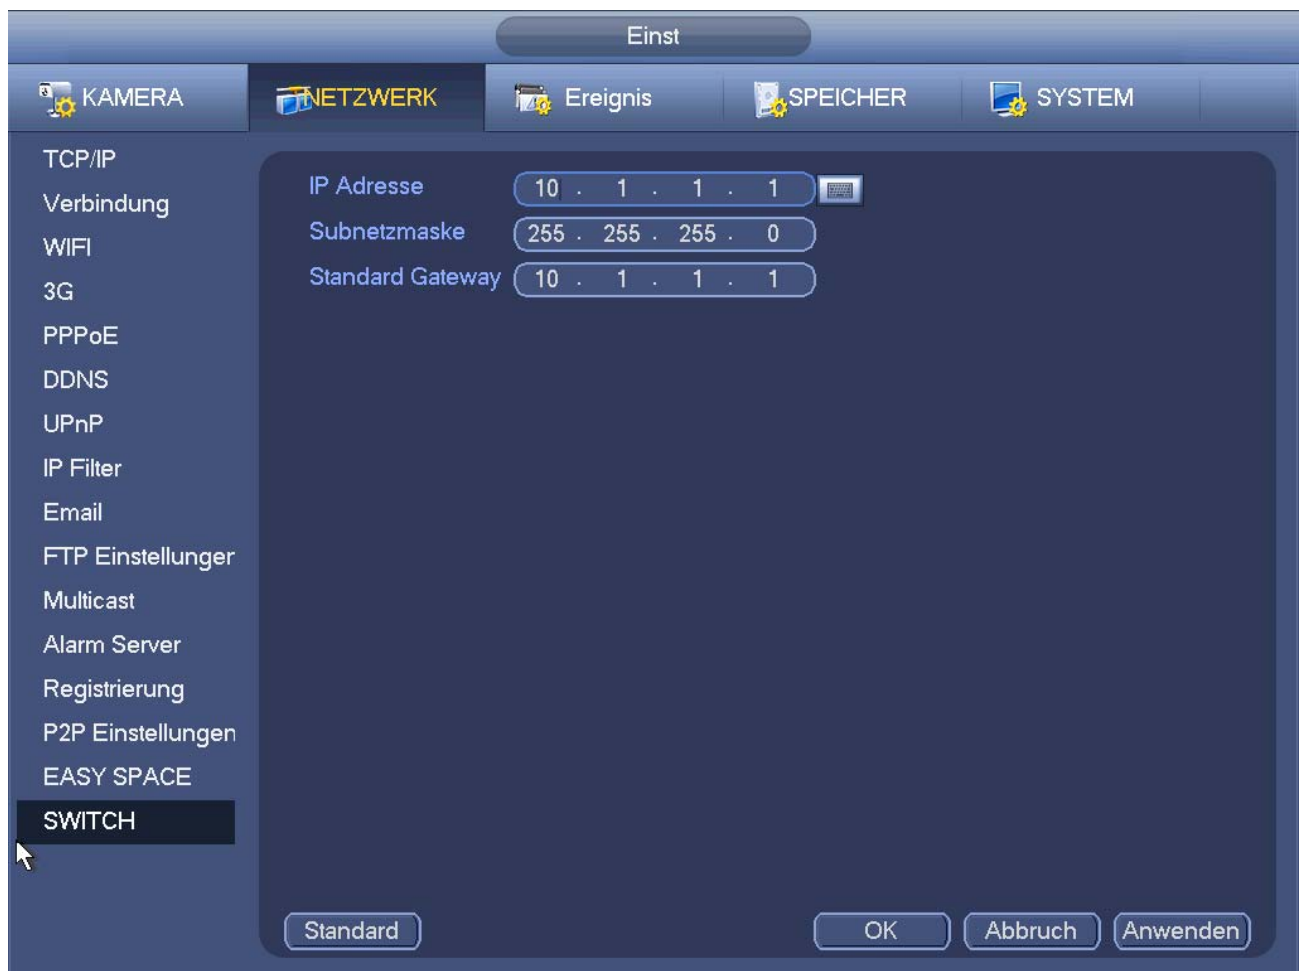 Einst
KAMERA
NETZWERK
Ereignis
SPEICHER
SYSTEM
TCP/IP
Verbindung
WIFI
3G
PPPoE
DDNS
UPnP
IP Filter
Email
FTP Einstellunger
Multicast
Alarm Server
Registrierung
P2P Einstellungen
EASY SPACE
SWITCH
IP Adresse 10 . 1 . 1 . 1
Subnetzmaske 255 . 255 . 255 . 0
Standard Gateway 10 . 1 . 1 . 1
Standard
OK
Abbruch
Anwenden